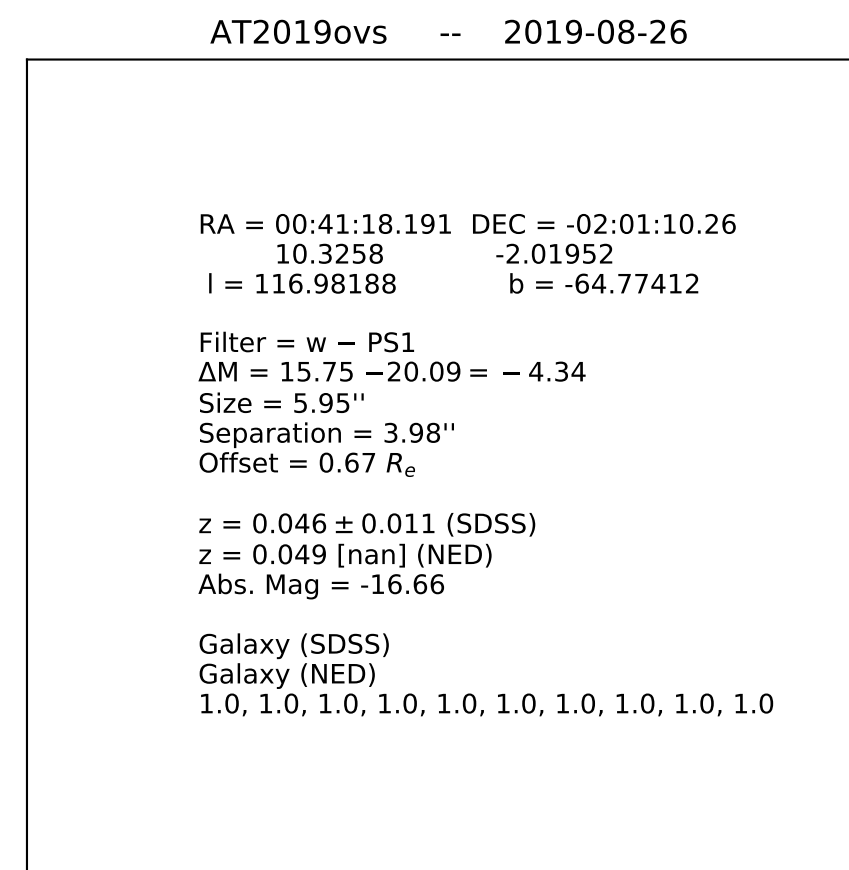 AT2019ovs -- 2019-08-26
RA = 00:41:18.191 DEC = -02:01:10.26
10.3258 -2.01952
l = 116.98188 b = -64.77412
Filter = w − PS1
ΔM = 15.75 −20.09 = − 4.34
Size = 5.95''
Separation = 3.98''
Offset = 0.67 Rₑ
z = 0.046 ± 0.011 (SDSS)
z = 0.049 [nan] (NED)
Abs. Mag = -16.66
Galaxy (SDSS)
Galaxy (NED)
1.0, 1.0, 1.0, 1.0, 1.0, 1.0, 1.0, 1.0, 1.0, 1.0